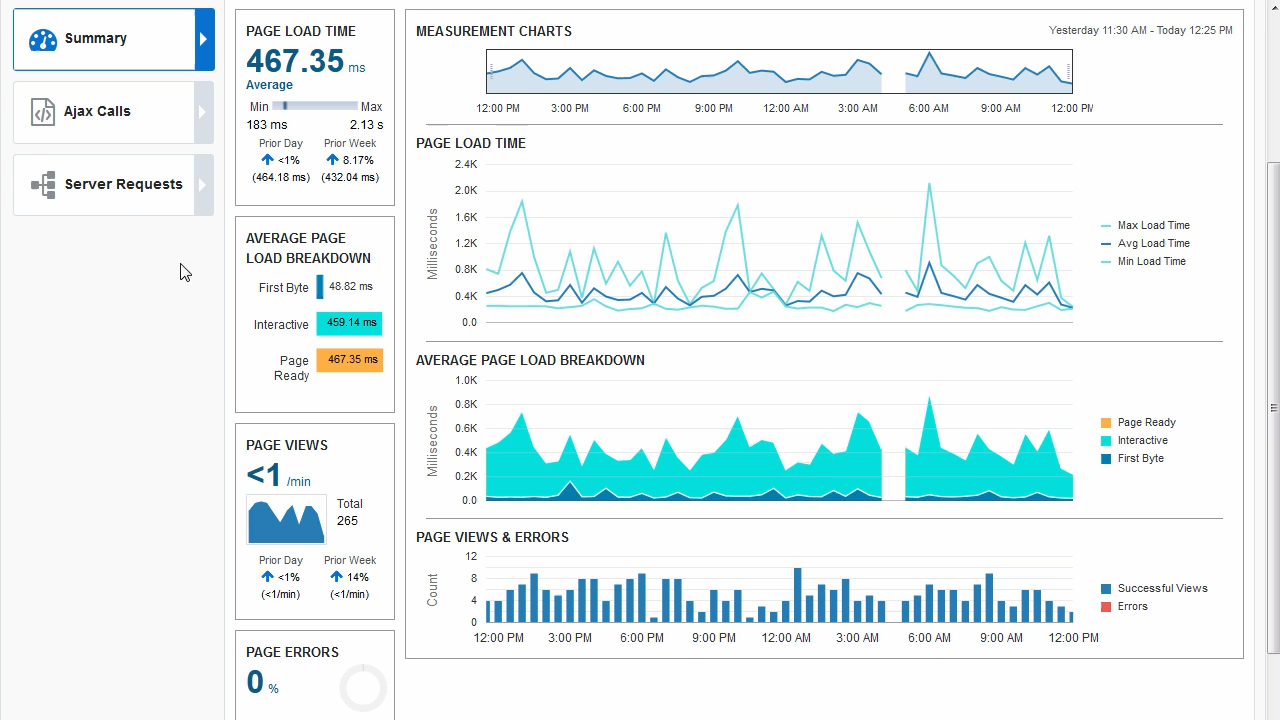 Summary
Ajax Calls
Server Requests
PAGE LOAD TIME
467.35 ms
Average
Min Max
183 ms 2.13 s
Prior Day Prior Week
<1% 8.17%
(464.18 ms) (432.04 ms)
AVERAGE PAGE
LOAD BREAKDOWN
First Byte 48.82 ms
Interactive 459.14 ms
Page
Ready
467.35 ms
PAGE VIEWS
<1 /min
Total
265
Prior Day Prior Week
<1% 14%
(<1/min) (<1/min)
PAGE ERRORS
0 %
MEASUREMENT CHARTS
Yesterday 11:30 AM - Today 12:25 PM
12:00 PM 3:00 PM 6:00 PM 9:00 PM 12:00 AM 3:00 AM 6:00 AM 9:00 AM 12:00 PM
PAGE LOAD TIME
Milliseconds
2.4K
2.0K
1.6K
1.2K
0.8K
0.4K
0.0
Max Load Time
Avg Load Time
Min Load Time
AVERAGE PAGE LOAD BREAKDOWN
Milliseconds
1.0K
0.8K
0.6K
0.4K
0.2K
0.0
Page Ready
Interactive
First Byte
PAGE VIEWS & ERRORS
Count
12
8
4
0
Successful Views
Errors
12:00 PM 3:00 PM 6:00 PM 9:00 PM 12:00 AM 3:00 AM 6:00 AM 9:00 AM 12:00 PM